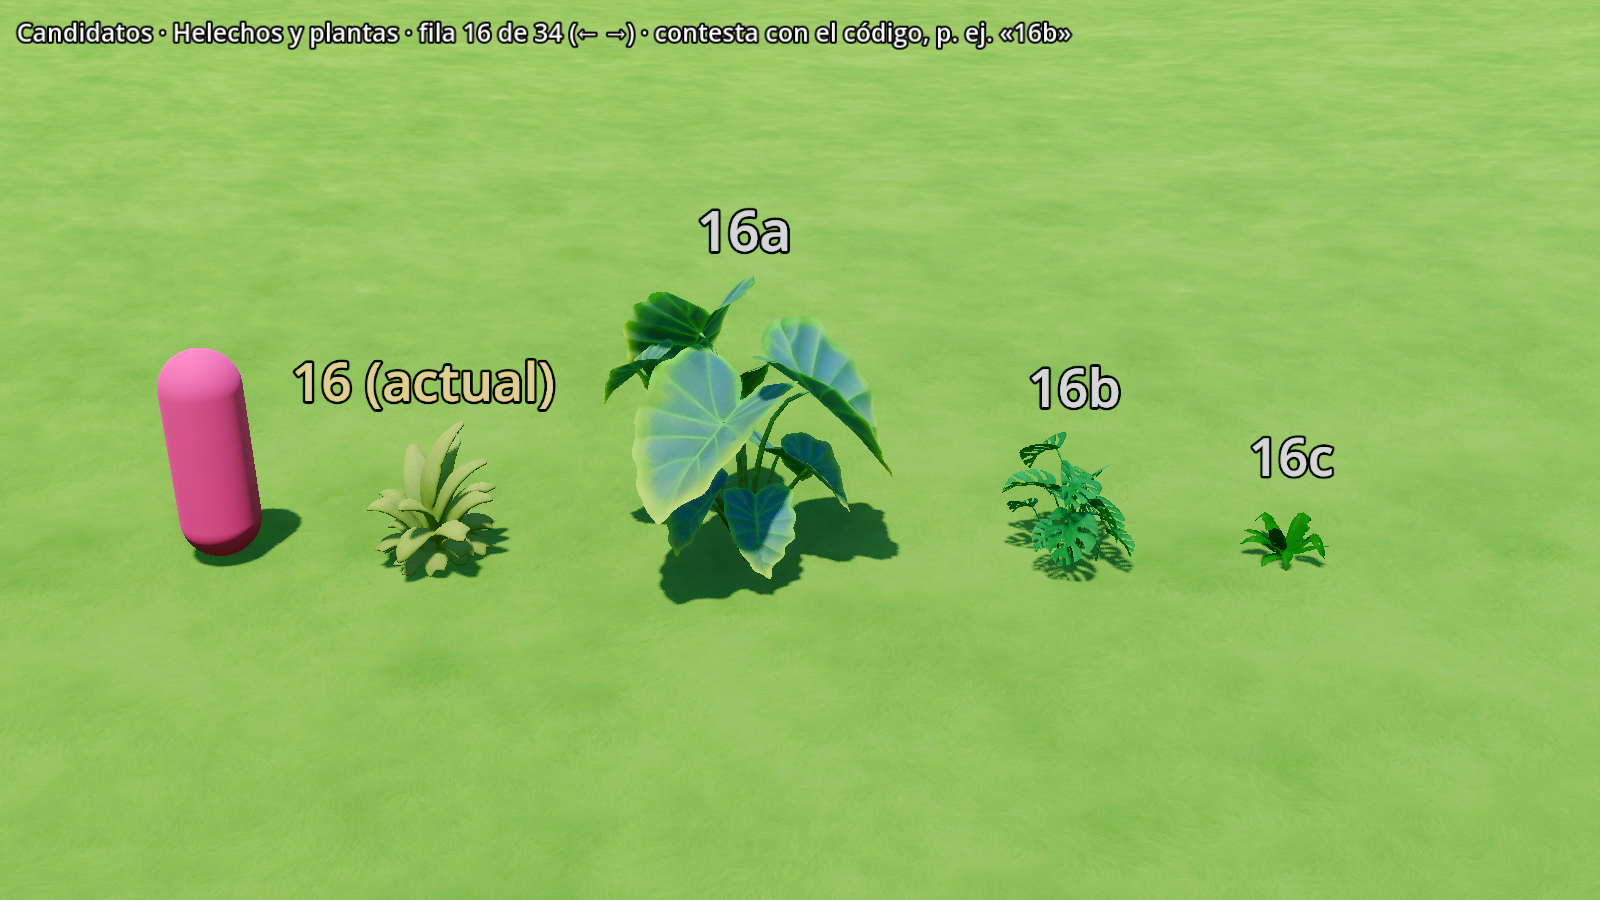 Candidatos · Helechos y plantas · fila 16 de 34 (← →) · contesta con el código, p. ej. «16b»
16a
16 (actual)
16b
16c